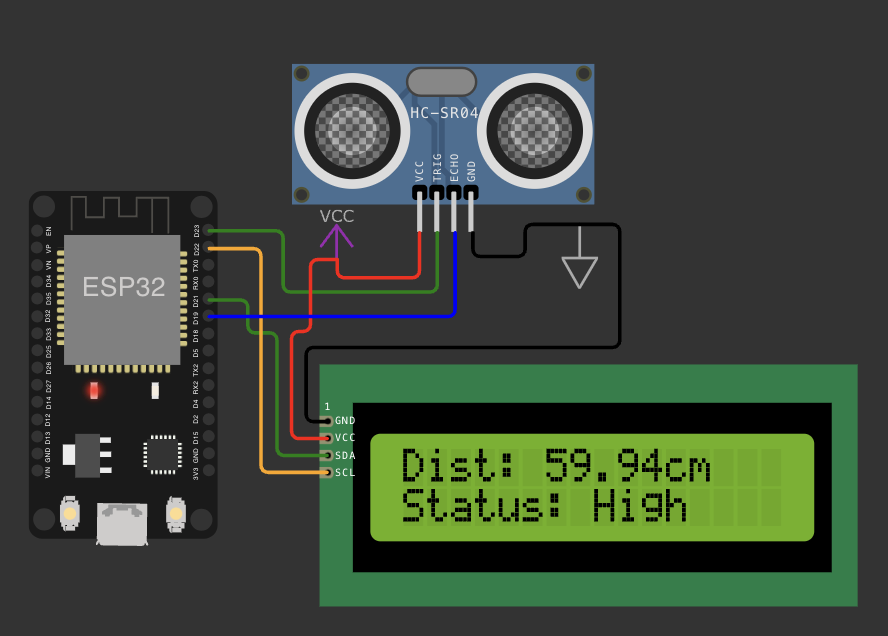 HC-SR04
VCC
TRIG
ECHO
GND
VCC
ESP32
EN
VP
VN
D34
D35
D32
D33
D25
D26
D27
D14
D12
D13
GND
VIN
D23
D22
TX0
RX0
D21
D19
D18
D5
TX2
RX2
D4
D2
D15
GND
3V3
1
GND
VCC
SDA
SCL
Dist: 59.94cm
Status: High